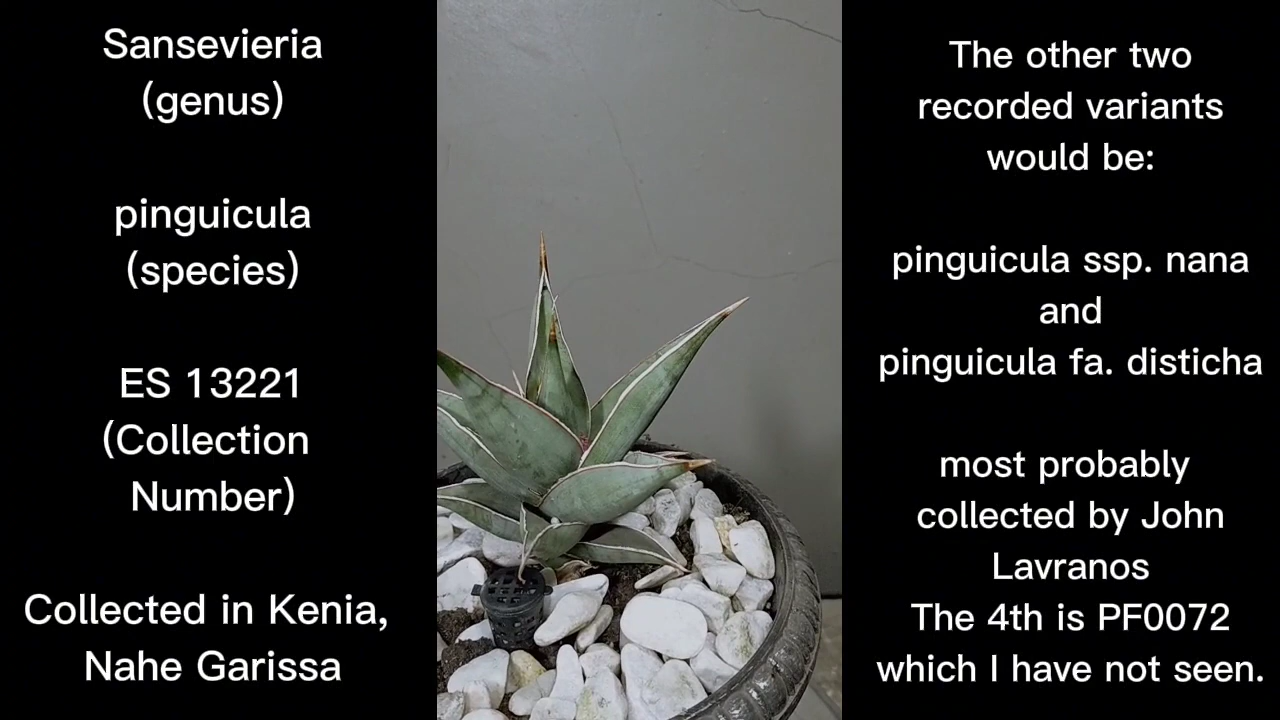 Sansevieria
(genus)
pinguicula
(species)
ES 13221
(Collection
Number)
Collected in Kenia,
Nahe Garissa
The other two
recorded variants
would be:
pinguicula ssp. nana
and
pinguicula fa. disticha
most probably
collected by John
Lavranos
The 4th is PF0072
which I have not seen.